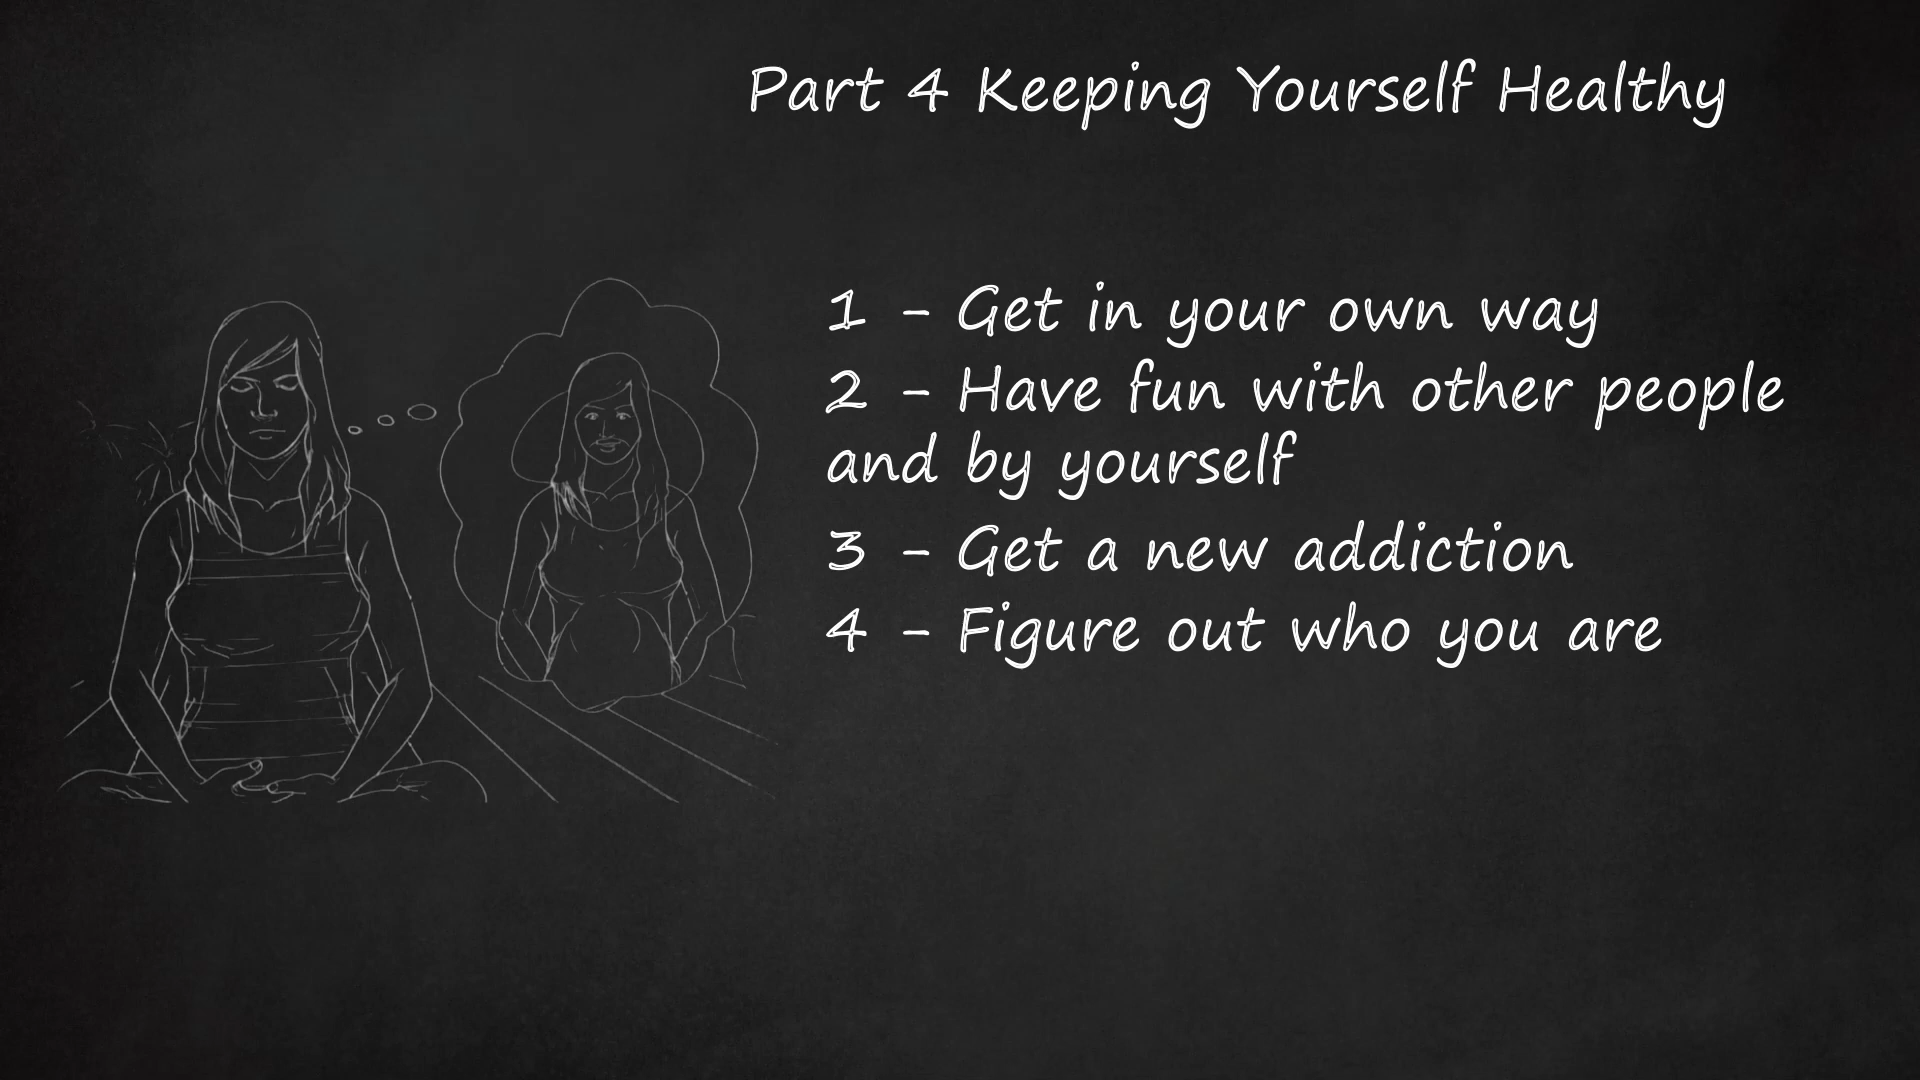 Part 4 Keeping Yourself Healthy
1 - Get in your own way
2 - Have fun with other people
and by yourself
3 - Get a new addiction
4 - Figure out who you are